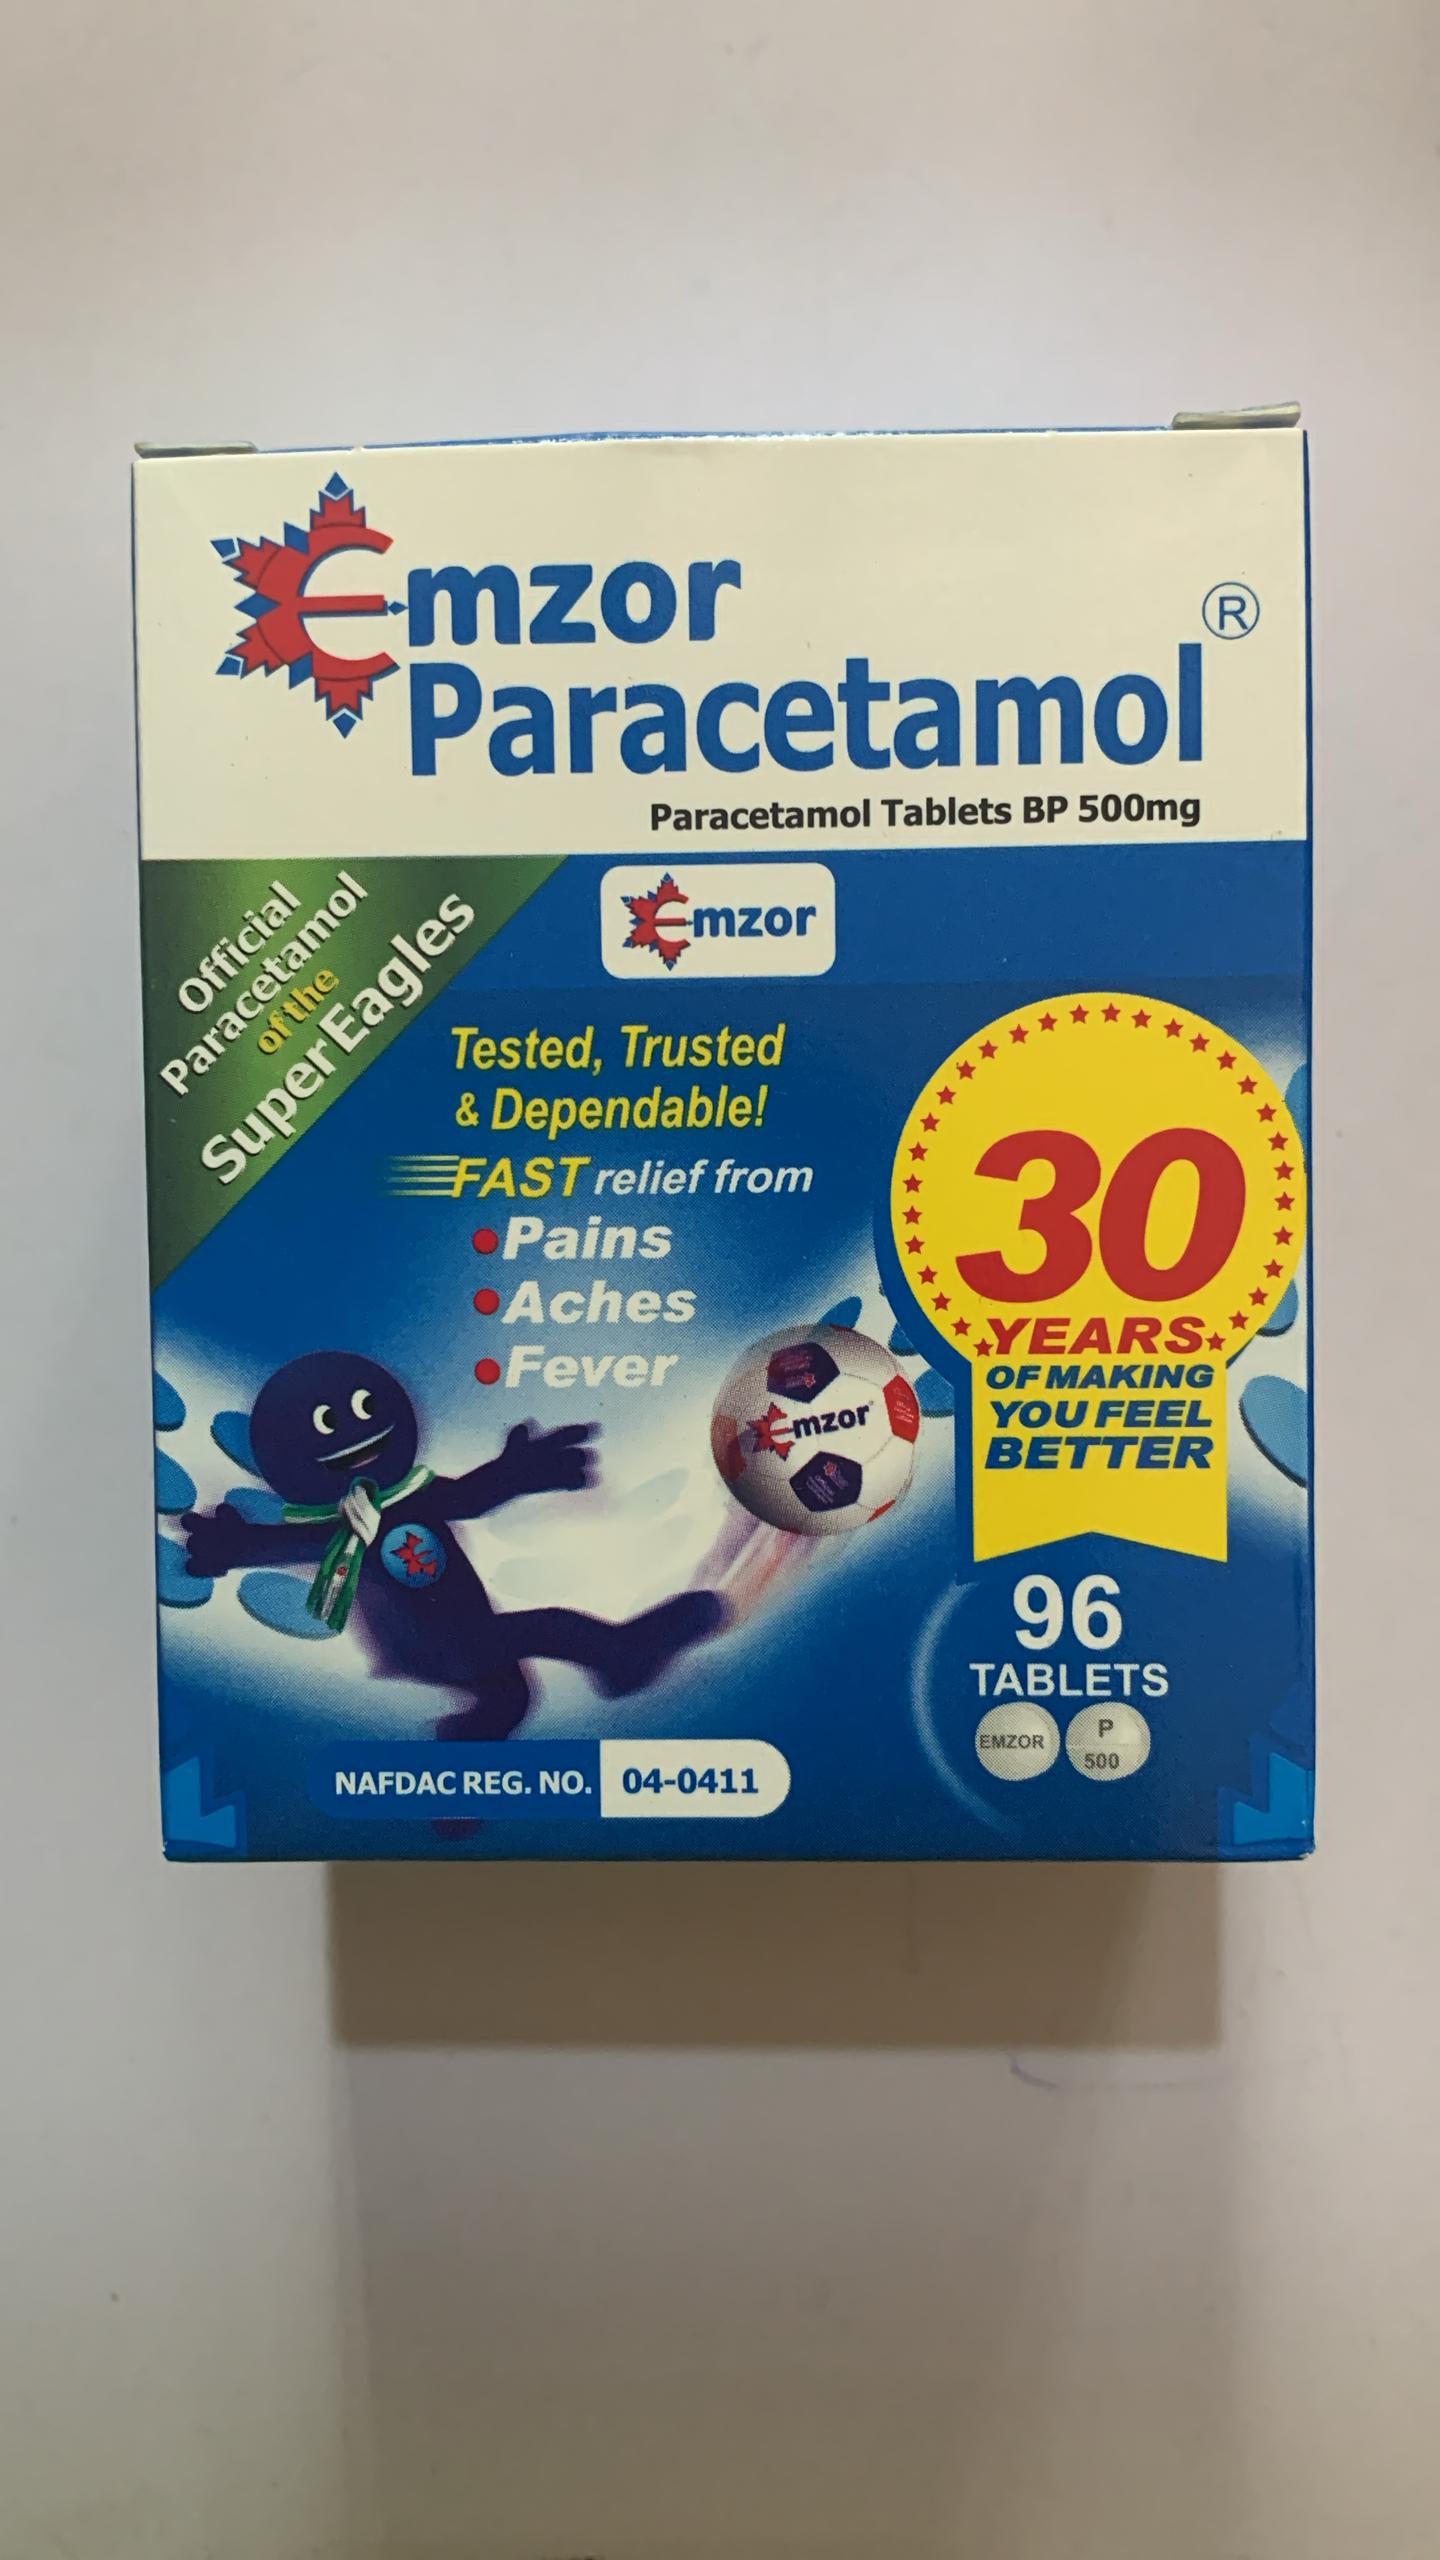 Emzor
Paracetamol®
Paracetamol Tablets BP 500mg
Official
Paracetamol
of the
Super Eagles
Emzor
Tested, Trusted
& Dependable!
FAST relief from
•Pains
•Aches
•Fever
Emzor
30
YEARS
OF MAKING
YOU FEEL
BETTER
96
TABLETS
EMZOR
P
500
NAFDAC REG. NO. 04-0411